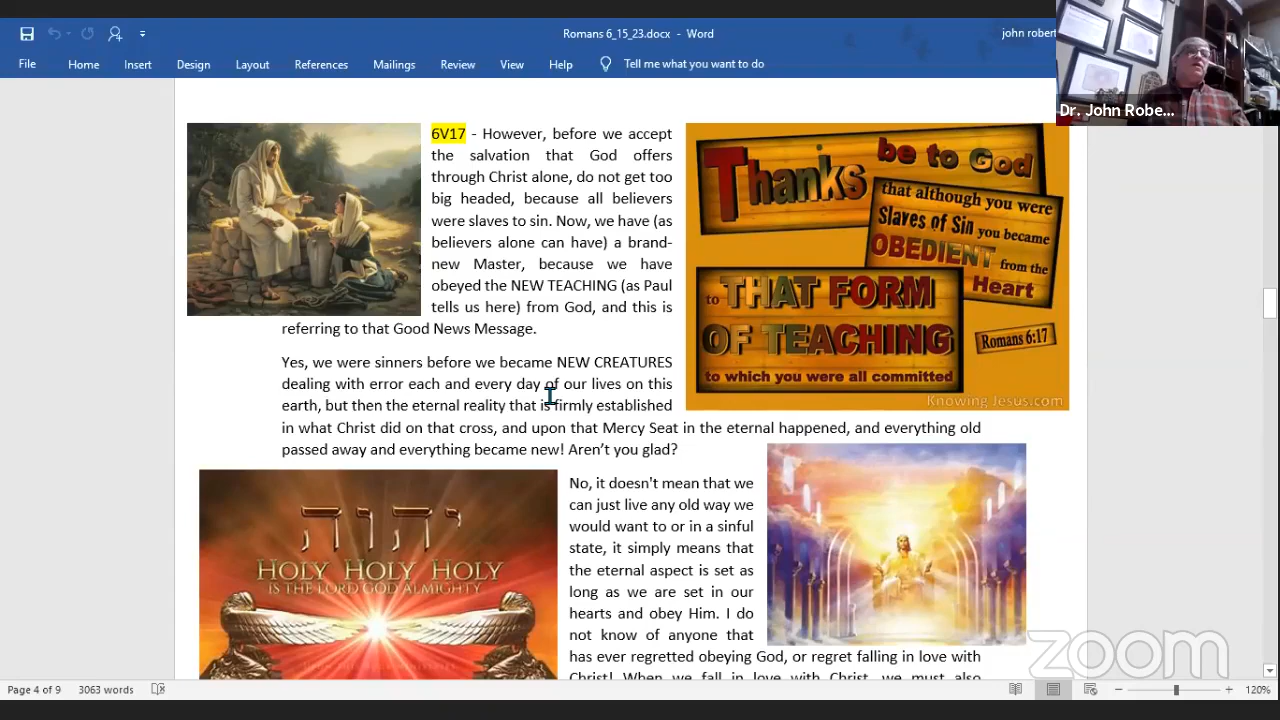 Romans 6_15_23.docx - Word
john robert
File Home Insert Design Layout References Mailings Review View Help Tell me what you want to do
Dr. John Robe...
6V17 - However, before we accept
the salvation that God offers
through Christ alone, do not get too
big headed, because all believers
were slaves to sin. Now, we have (as
believers alone can have) a brand-
new Master, because we have
obeyed the NEW TEACHING (as Paul
tells us here) from God, and this is
referring to that Good News Message.
Thanks be to God
that although you were
Slaves of Sin you became
OBEDIENT from the
Heart
to THAT FORM
OF TEACHING
to which you were all committed
Romans 6:17
Knowing Jesus.com
Yes, we were sinners before we became NEW CREATURES
dealing with error each and every day of our lives on this
earth, but then the eternal reality that is firmly established
in what Christ did on that cross, and upon that Mercy Seat in the eternal happened, and everything old
passed away and everything became new! Aren't you glad?
יהוה
HOLY HOLY HOLY
IS THE LORD GOD ALMIGHTY
No, it doesn't mean that we
can just live any old way we
would want to or in a sinful
state, it simply means that
the eternal aspect is set as
long as we are set in our
hearts and obey Him. I do
not know of anyone that
has ever regretted obeying God, or regret falling in love with
Christ! When we fall in love with Christ, we must also
zoom
Page 4 of 9 3063 words
120%